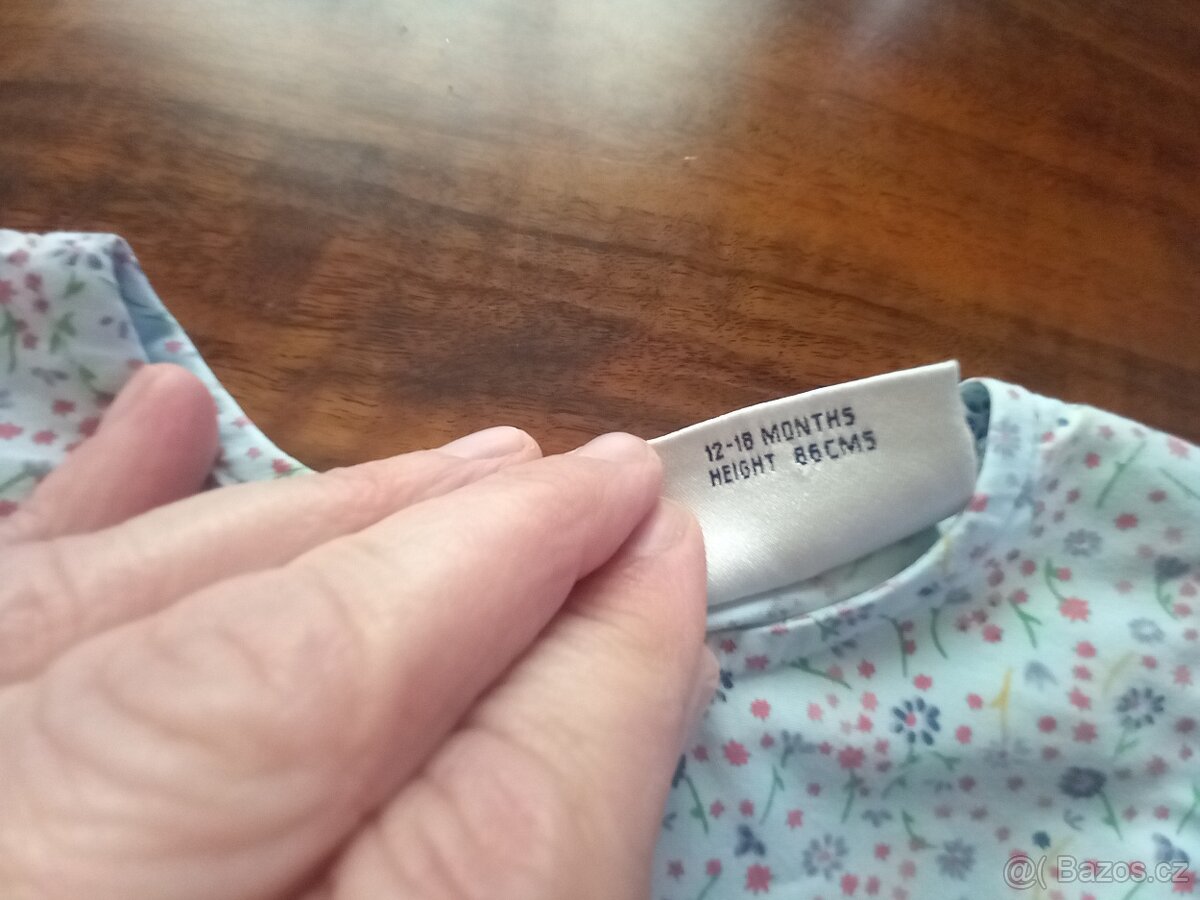 12-18 MONTHS
HEIGHT 86CMS
@( Bazos.cz